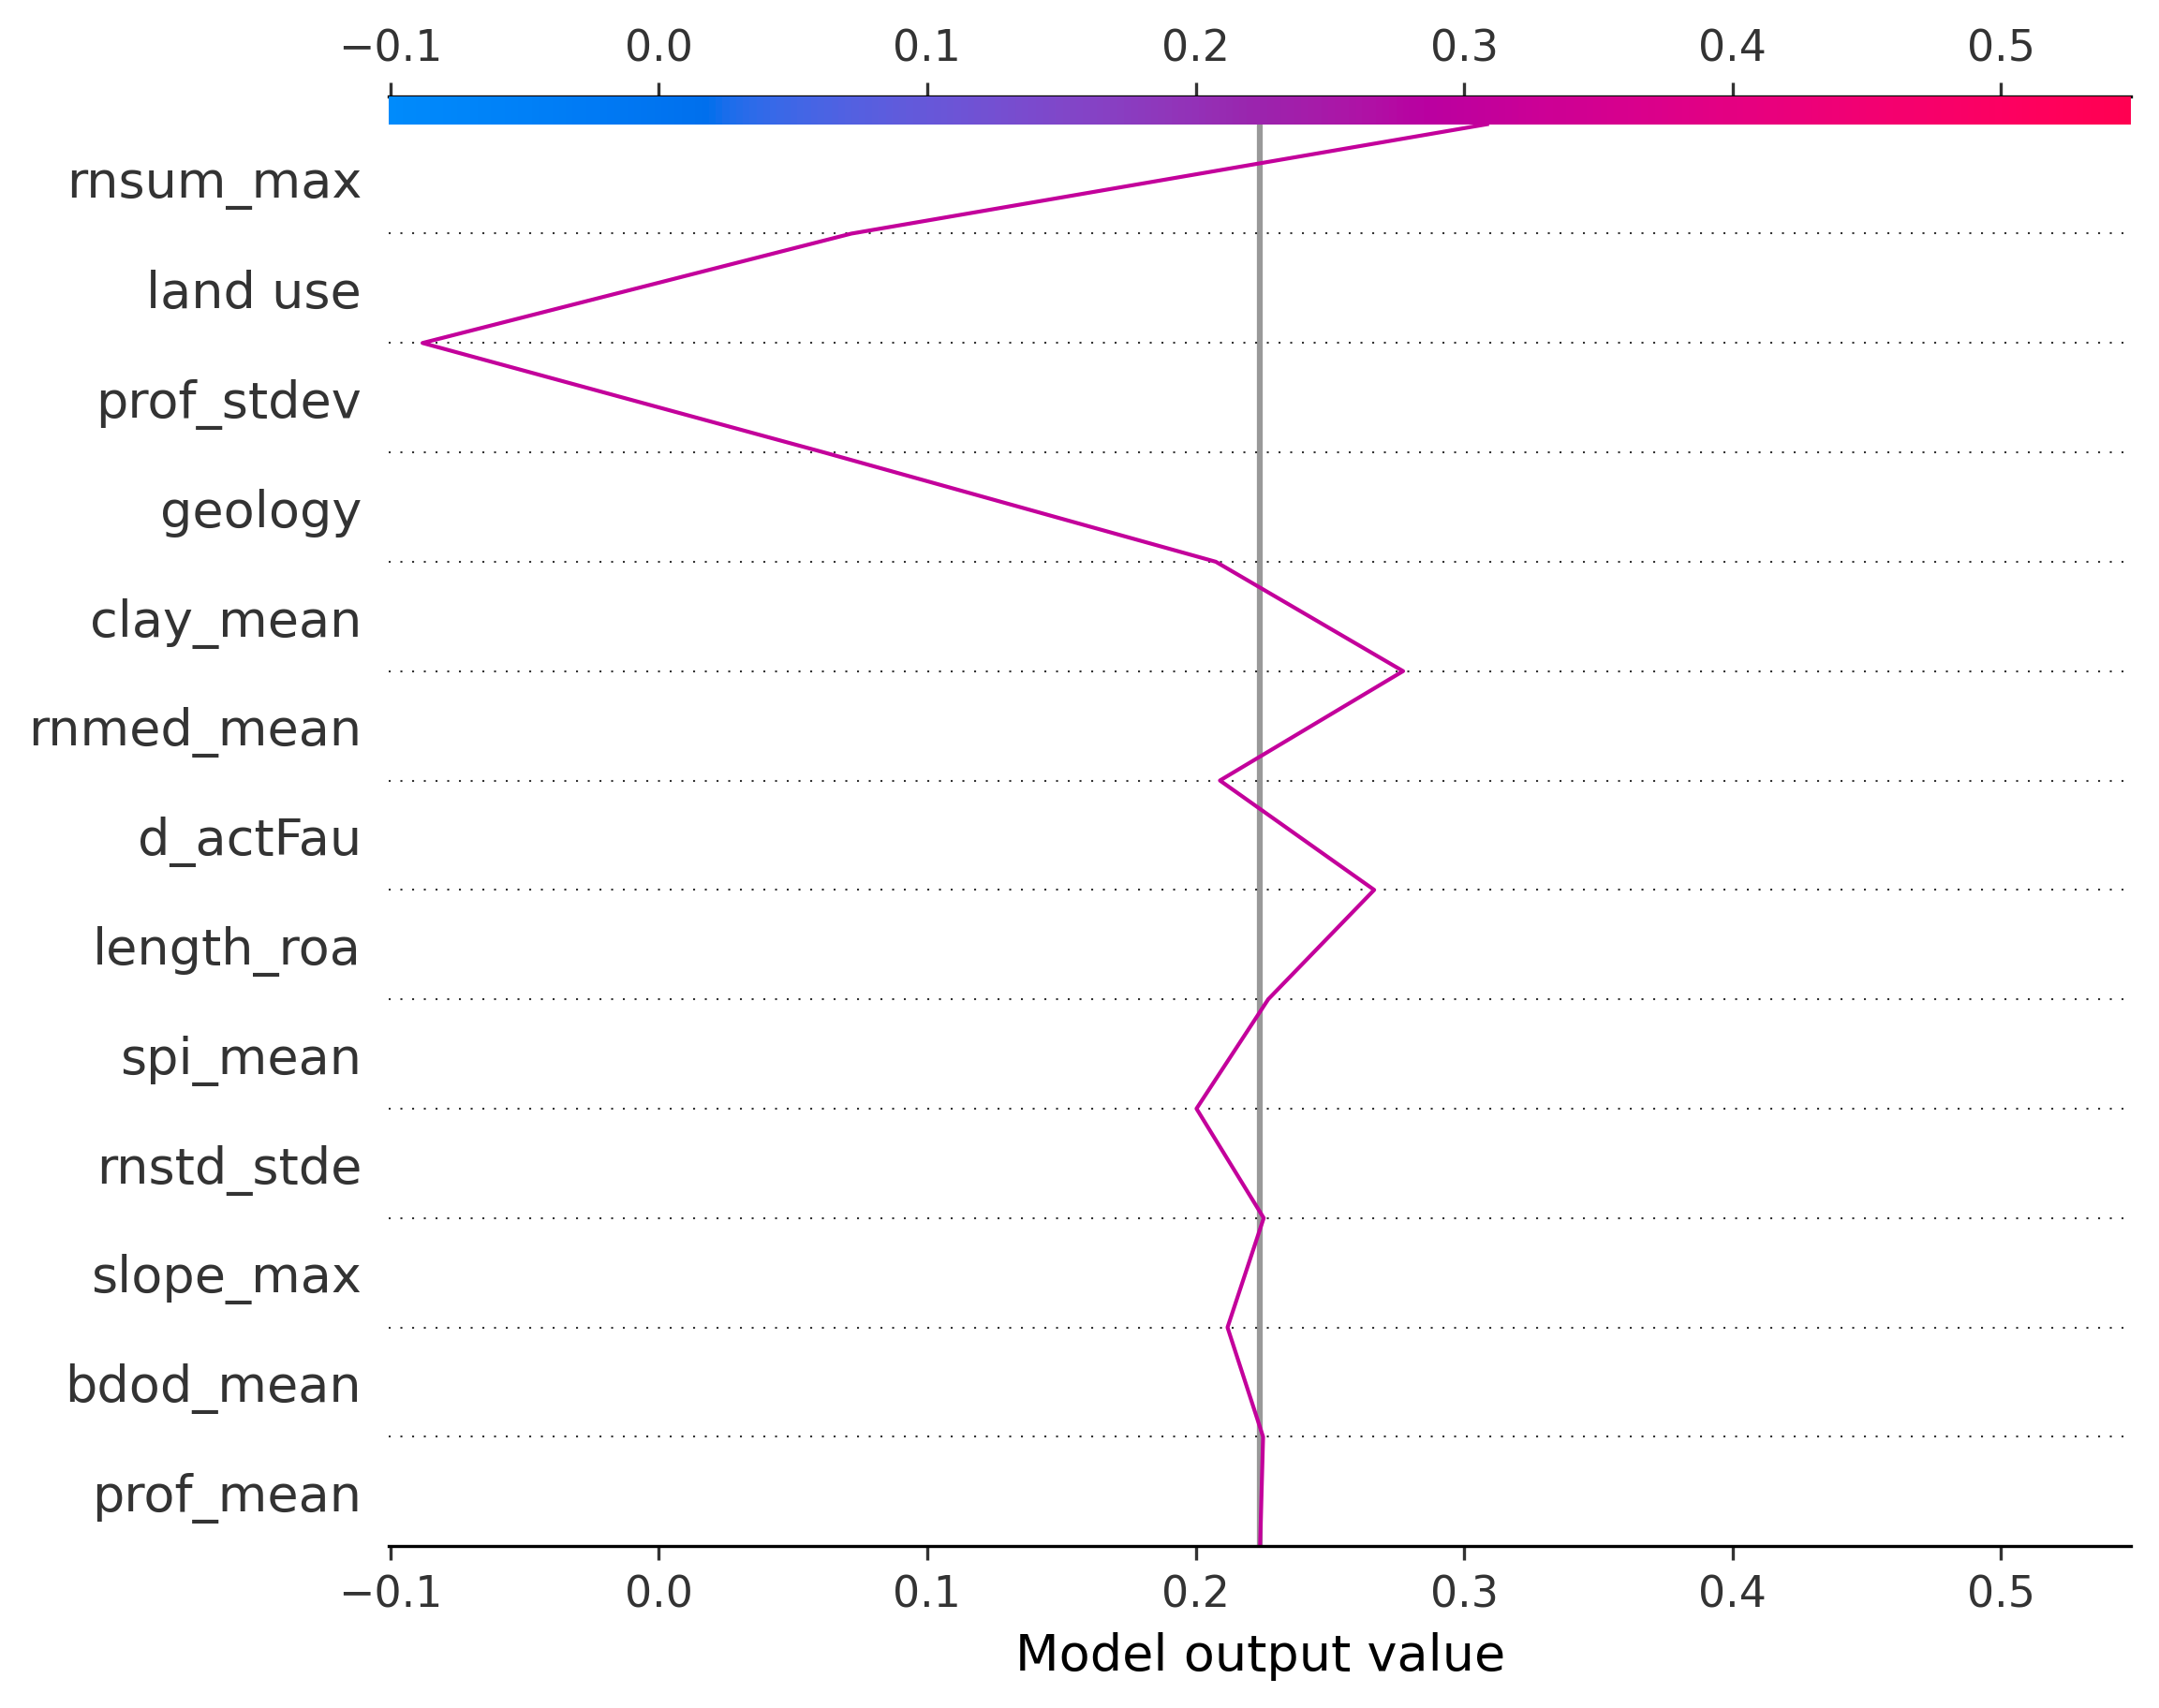 −0.1 0.0 0.1 0.2 0.3 0.4 0.5
rnsum_max
land use
prof_stdev
geology
clay_mean
rnmed_mean
d_actFau
length_roa
spi_mean
rnstd_stde
slope_max
bdod_mean
prof_mean
−0.1 0.0 0.1 0.2 0.3 0.4 0.5
Model output value